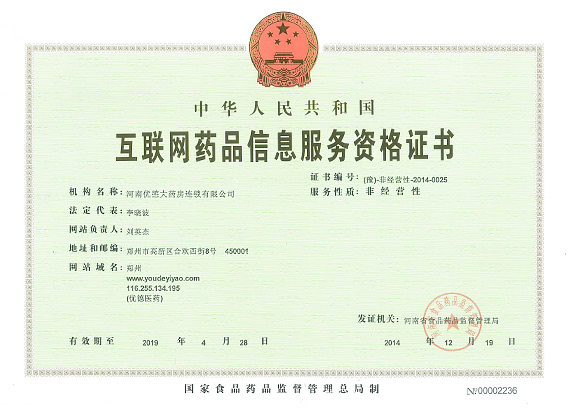 中华人民共和国
互联网药品信息服务资格证书
证书编号: (豫)-非经营性-2014-0025
机构名称: 河南优德大药房连锁有限公司
服务性质: 非经营性
法定代表: 李晓波
网站负责人: 刘英杰
地址和邮编: 郑州市高新区合欢西街8号 450001
网站域名: 郑州
www.youdeyiyao.com
116.255.134.195
(优德医药)
发证机关: 河南省食品药品监督管理局
有效期至 2019 年 4 月 28 日
2014 年 12 月 19 日
国家食品药品监督管理总局制
№00002236